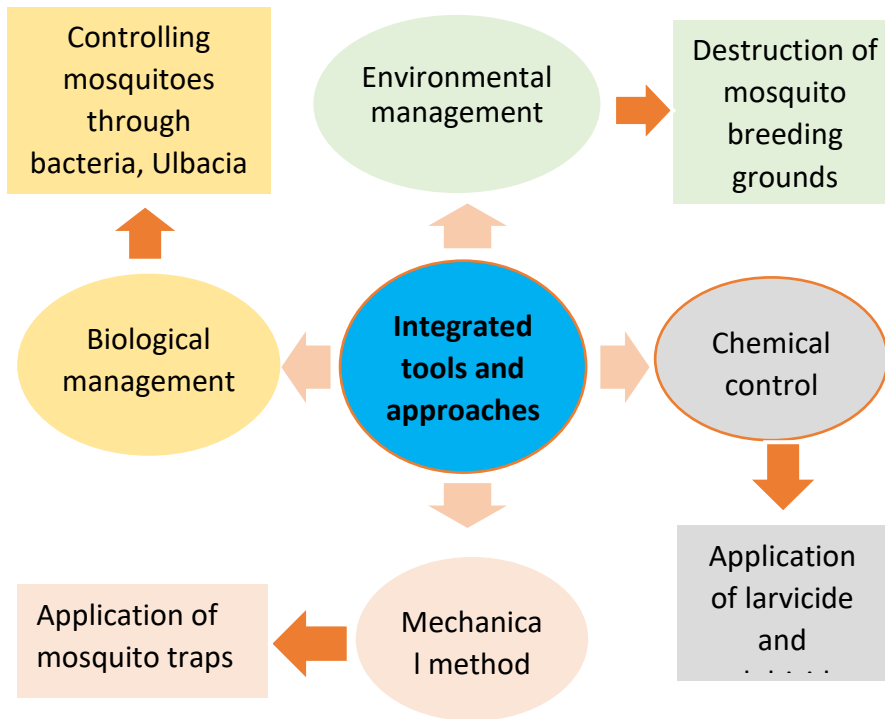 Controlling
mosquitoes
through
bacteria, Ulbacia
Environmental
management
Destruction of
mosquito
breeding
grounds
Biological
management
Integrated
tools and
approaches
Chemical
control
Application of
mosquito traps
Mechanica
l method
Application
of larvicide
and